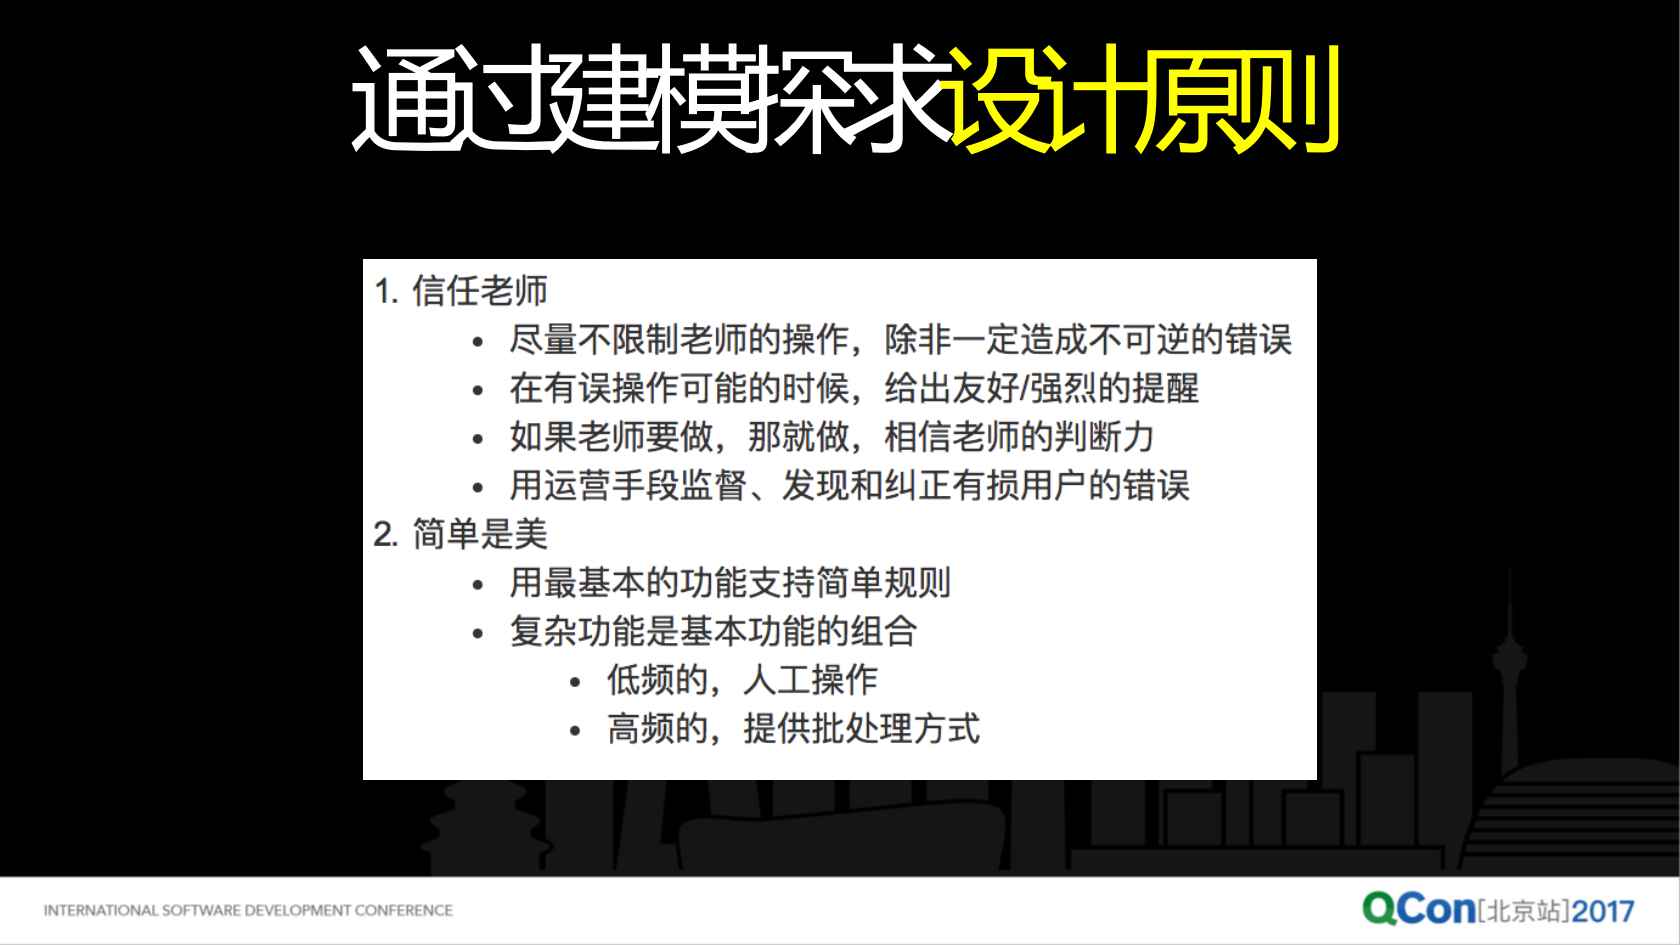 通过建模探求设计原则
1. 信任老师
• 尽量不限制老师的操作，除非一定造成不可逆的错误
• 在有误操作可能的时候，给出友好/强烈的提醒
• 如果老师要做，那就做，相信老师的判断力
• 用运营手段监督、发现和纠正有损用户的错误
2. 简单是美
• 用最基本的功能支持简单规则
• 复杂功能是基本功能的组合
• 低频的，人工操作
• 高频的，提供批处理方式
INTERNATIONAL SOFTWARE DEVELOPMENT CONFERENCE
QCon[北京站]2017